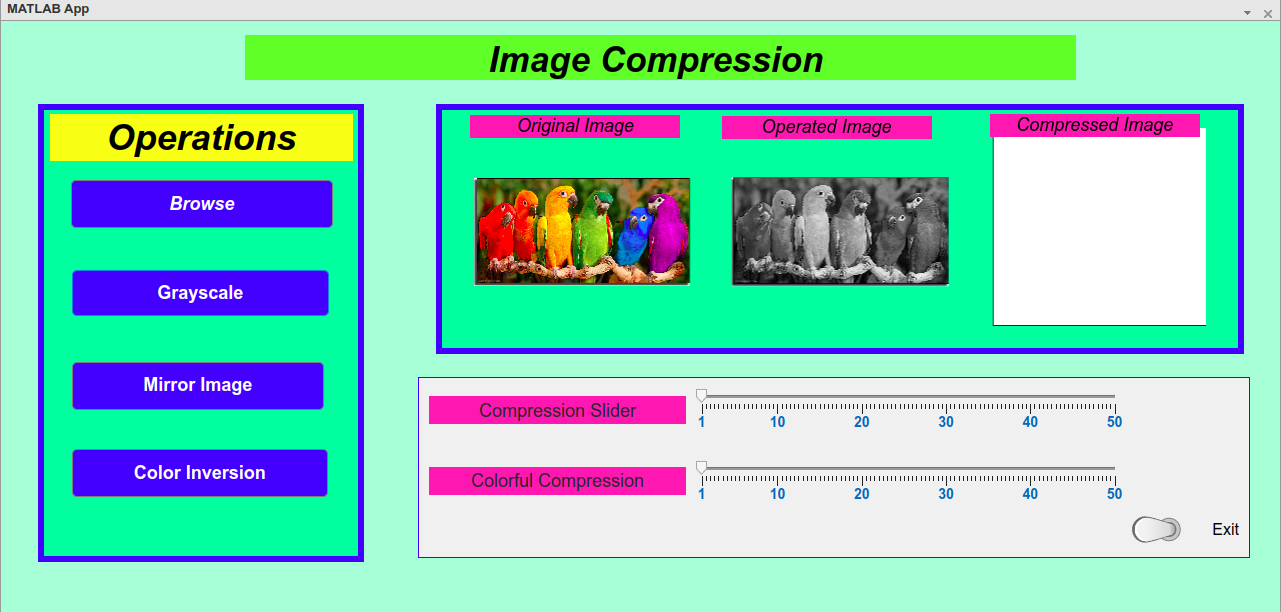 MATLAB App
Image Compression
Operations
Browse
Grayscale
Mirror Image
Color Inversion
Original Image
Operated Image
Compressed Image
Compression Slider
1 10 20 30 40 50
Colorful Compression
1 10 20 30 40 50
Exit